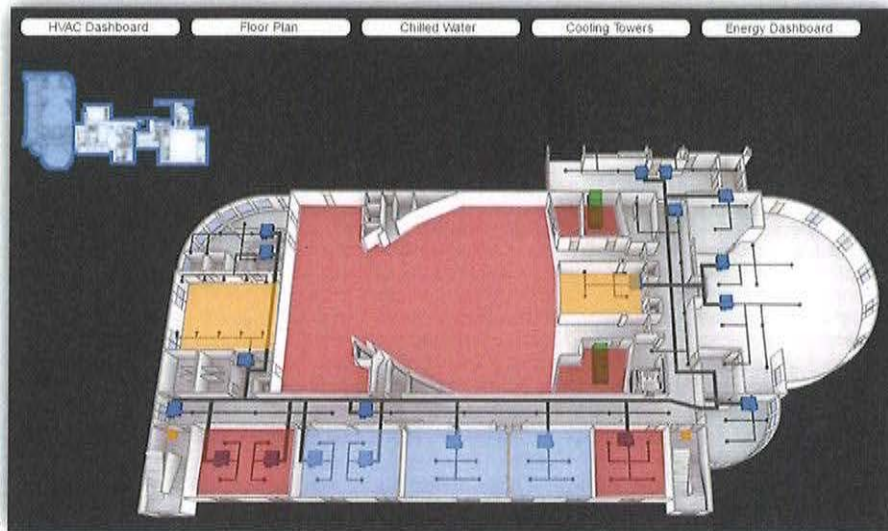 HVAC Dashboard
Floor Plan
Chilled Water
Cooling Towers
Energy Dashboard